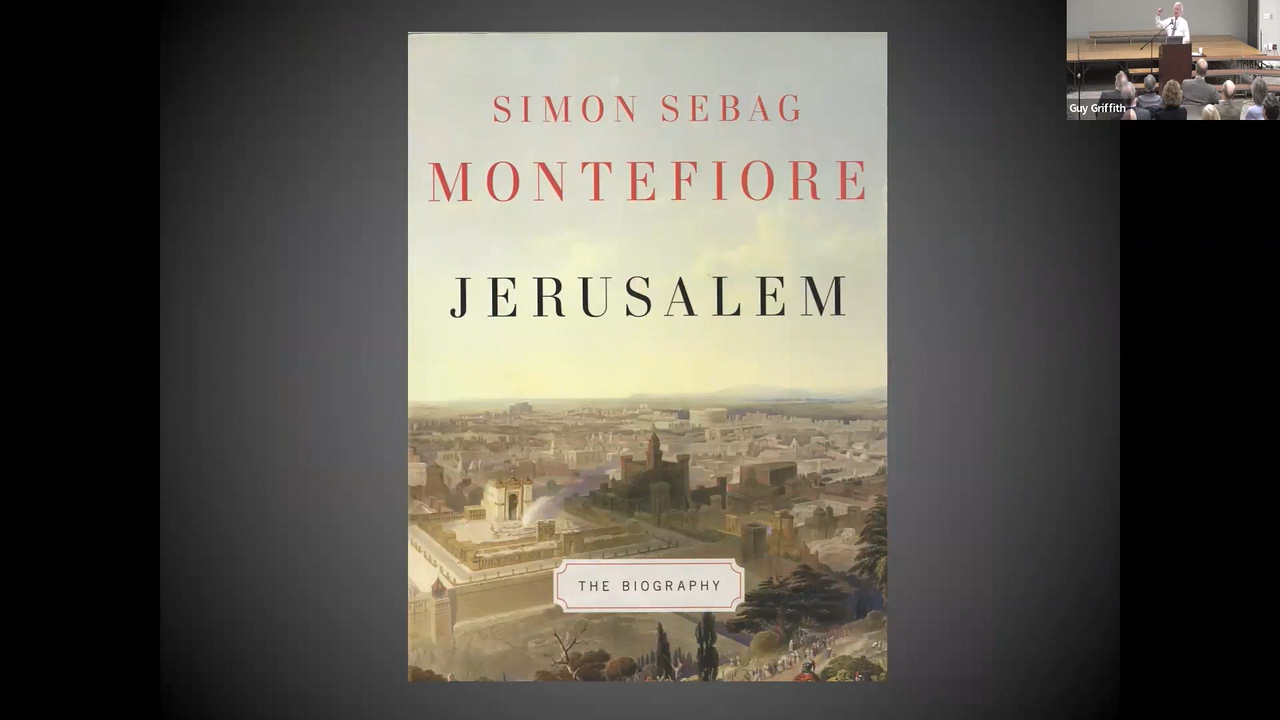 SIMON SEBAG
MONTEFIORE
JERUSALEM
THE BIOGRAPHY
Guy Griffith